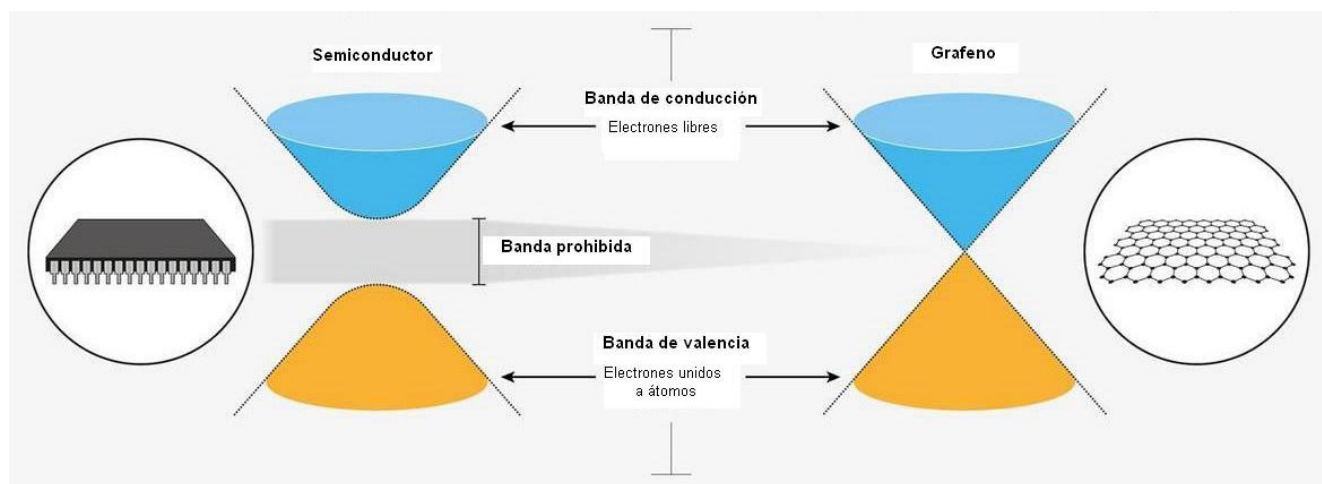 Semiconductor
Grafeno
Banda de conducción
Electrones libres
Banda prohibida
Banda de valencia
Electrones unidos
a átomos